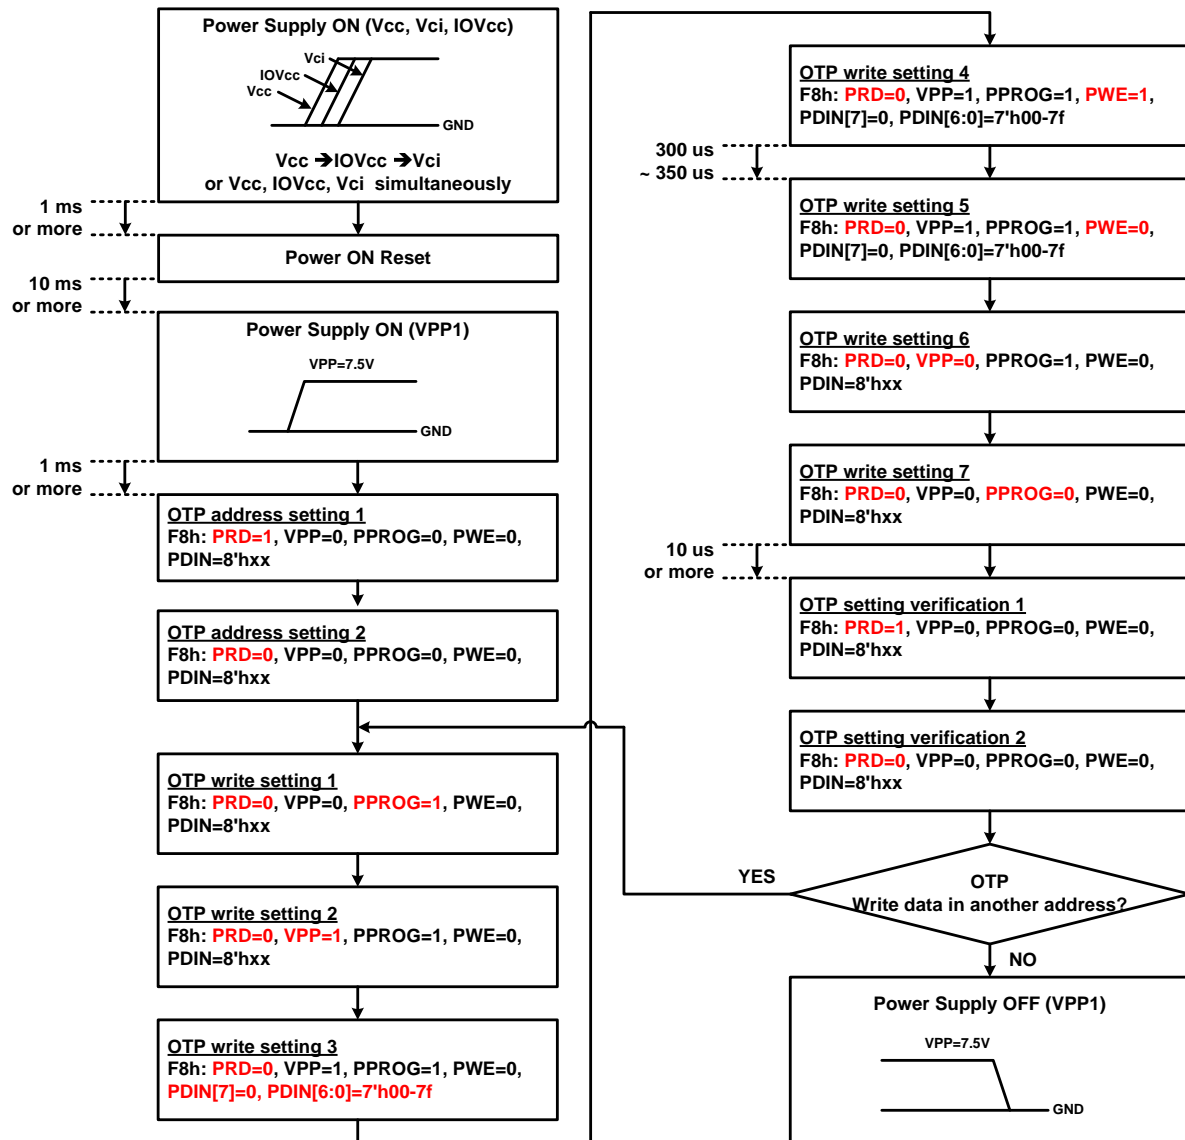 Power Supply ON (Vcc, Vci, IOVcc)
Vci
IOVcc
Vcc
GND
Vcc ➔IOVcc ➔Vci
or Vcc, IOVcc, Vci simultaneously
1 ms
or more
Power ON Reset
10 ms
or more
Power Supply ON (VPP1)
VPP=7.5V
GND
1 ms
or more
OTP address setting 1
F8h: PRD=1, VPP=0, PPROG=0, PWE=0,
PDIN=8'hxx
OTP address setting 2
F8h: PRD=0, VPP=0, PPROG=0, PWE=0,
PDIN=8'hxx
OTP write setting 1
F8h: PRD=0, VPP=0, PPROG=1, PWE=0,
PDIN=8'hxx
OTP write setting 2
F8h: PRD=0, VPP=1, PPROG=1, PWE=0,
PDIN=8'hxx
OTP write setting 3
F8h: PRD=0, VPP=1, PPROG=1, PWE=0,
PDIN[7]=0, PDIN[6:0]=7'h00-7f
OTP write setting 4
F8h: PRD=0, VPP=1, PPROG=1, PWE=1,
PDIN[7]=0, PDIN[6:0]=7'h00-7f
300 us
~ 350 us
OTP write setting 5
F8h: PRD=0, VPP=1, PPROG=1, PWE=0,
PDIN[7]=0, PDIN[6:0]=7'h00-7f
OTP write setting 6
F8h: PRD=0, VPP=0, PPROG=1, PWE=0,
PDIN=8'hxx
OTP write setting 7
F8h: PRD=0, VPP=0, PPROG=0, PWE=0,
PDIN=8'hxx
10 us
or more
OTP setting verification 1
F8h: PRD=1, VPP=0, PPROG=0, PWE=0,
PDIN=8'hxx
OTP setting verification 2
F8h: PRD=0, VPP=0, PPROG=0, PWE=0,
PDIN=8'hxx
YES
OTP
Write data in another address?
NO
Power Supply OFF (VPP1)
VPP=7.5V
GND